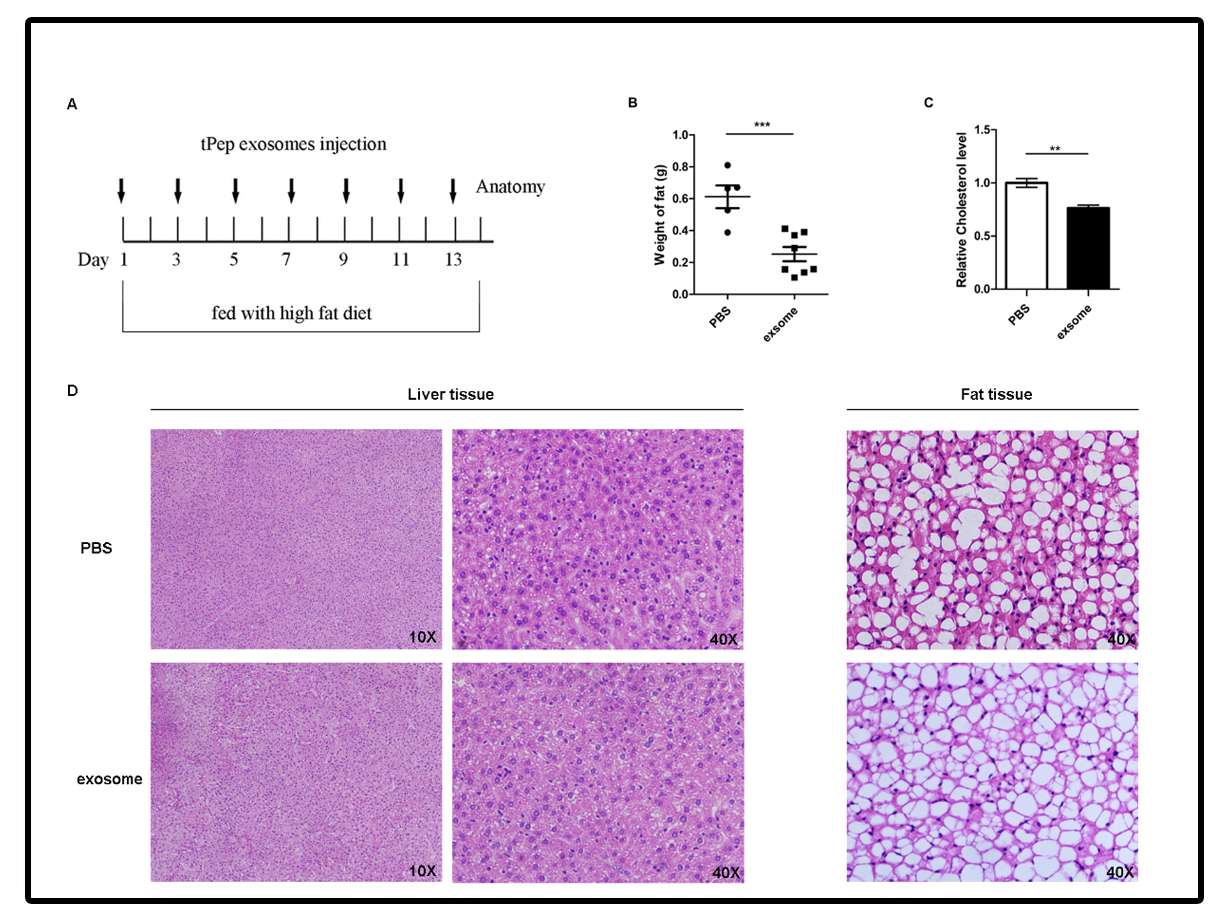 A
tPep exosomes injection
Anatomy
Day 1 3 5 7 9 11 13
fed with high fat diet
B
***
Weight of fat (g)
1.0
0.8
0.6
0.4
0.2
0.0
PBS
exsome
C
**
Relative Cholesterol level
1.5
1.0
0.5
0.0
PBS
exsome
D
Liver tissue
Fat tissue
PBS
10X
40X
40X
exosome
10X
40X
40X